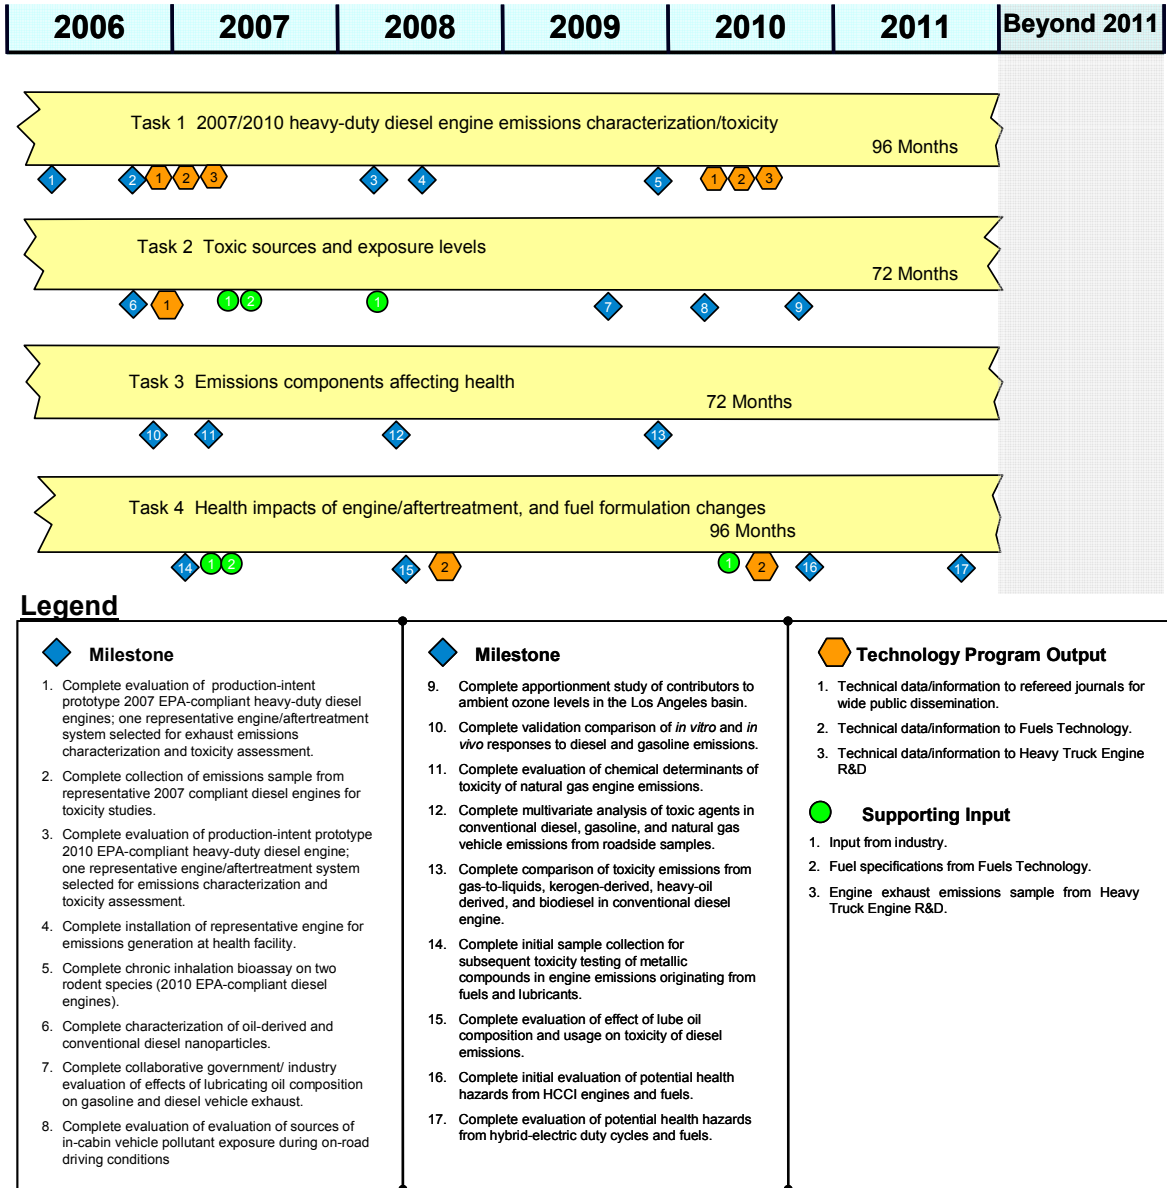 2006 2007 2008 2009 2010 2011 Beyond 2011
Task 1 2007/2010 heavy-duty diesel engine emissions characterization/toxicity
96 Months
1 2 1 2 3 3 4 5 1 2 3
Task 2 Toxic sources and exposure levels
72 Months
6 1 1 2 1 7 8 9
Task 3 Emissions components affecting health
72 Months
10 11 12 13
Task 4 Health impacts of engine/aftertreatment, and fuel formulation changes
96 Months
14 1 2 15 2 1 2 16 17
Legend
Milestone
1. Complete evaluation of production-intent
prototype 2007 EPA-compliant heavy-duty diesel
engines; one representative engine/aftertreatment
system selected for exhaust emissions
characterization and toxicity assessment.
2. Complete collection of emissions sample from
representative 2007 compliant diesel engines for
toxicity studies.
3. Complete evaluation of production-intent prototype
2010 EPA-compliant heavy-duty diesel engine;
one representative engine/aftertreatment system
selected for emissions characterization and
toxicity assessment.
4. Complete installation of representative engine for
emissions generation at health facility.
5. Complete chronic inhalation bioassay on two
rodent species (2010 EPA-compliant diesel
engines).
6. Complete characterization of oil-derived and
conventional diesel nanoparticles.
7. Complete collaborative government/ industry
evaluation of effects of lubricating oil composition
on gasoline and diesel vehicle exhaust.
8. Complete evaluation of evaluation of sources of
in-cabin vehicle pollutant exposure during on-road
driving conditions
Milestone
9. Complete apportionment study of contributors to
ambient ozone levels in the Los Angeles basin.
10. Complete validation comparison of in vitro and in
vivo responses to diesel and gasoline emissions.
11. Complete evaluation of chemical determinants of
toxicity of natural gas engine emissions.
12. Complete multivariate analysis of toxic agents in
conventional diesel, gasoline, and natural gas
vehicle emissions from roadside samples.
13. Complete comparison of toxicity emissions from
gas-to-liquids, kerogen-derived, heavy-oil
derived, and biodiesel in conventional diesel
engine.
14. Complete initial sample collection for
subsequent toxicity testing of metallic
compounds in engine emissions originating from
fuels and lubricants.
15. Complete evaluation of effect of lube oil
composition and usage on toxicity of diesel
emissions.
16. Complete initial evaluation of potential health
hazards from HCCI engines and fuels.
17. Complete evaluation of potential health hazards
from hybrid-electric duty cycles and fuels.
Technology Program Output
1. Technical data/information to refereed journals for
wide public dissemination.
2. Technical data/information to Fuels Technology.
3. Technical data/information to Heavy Truck Engine
R&D
Supporting Input
1. Input from industry.
2. Fuel specifications from Fuels Technology.
3. Engine exhaust emissions sample from Heavy
Truck Engine R&D.